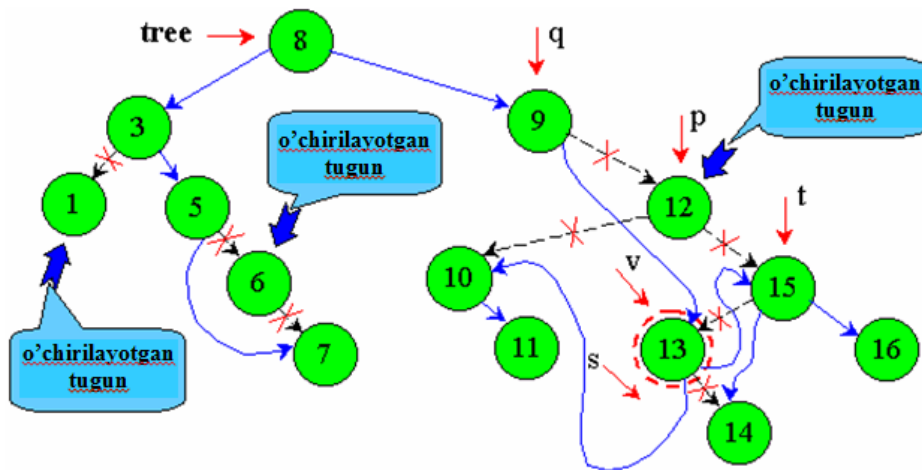 tree
8
q
o'chirilayotgan
tugun
p
3
9
o'chirilayotgan
tugun
1
5
12
t
10
v
6
15
o'chirilayotgan
tugun
7
11
s
13
16
14